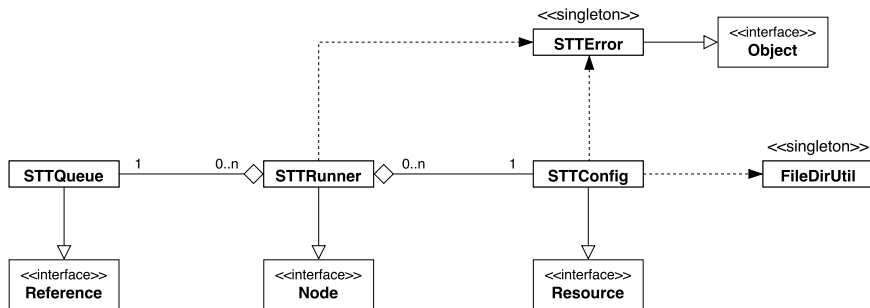 <<singleton>>
STTError
<<interface>>
Object
1
0..n
0..n
1
<<singleton>>
STTQueue
STTRunner
STTConfig
FileDirUtil
<<interface>>
Reference
<<interface>>
Node
<<interface>>
Resource